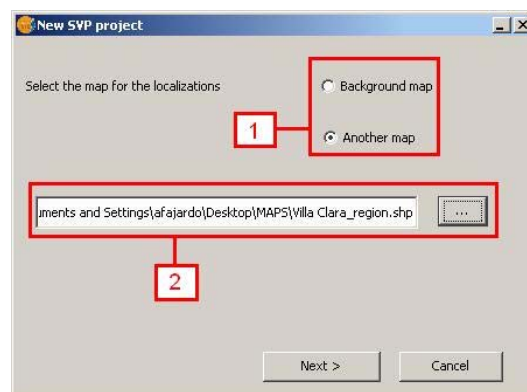 New SVP project
Select the map for the localizations
Background map
1
Another map
uments and Settings\afajardo\Desktop\MAPS\Villa Clara_region.shp
...
2
Next >
Cancel